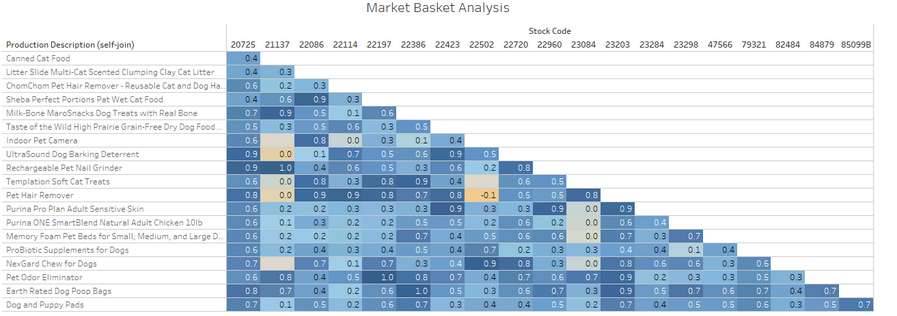 Market Basket Analysis
Stock Code
Production Description (self-join) 20725 21137 22086 22114 22197 22386 22423 22502 22720 22960 23084 23203 23284 23298 47566 79321 82484 84879 85099B
Canned Cat Food 0.4
Litter Slide Multi-Cat Scented Clumping Clay Cat Litter 0.4 0.3
ChomChom Pet Hair Remover - Reusable Cat and Dog Ha.. 0.6 0.2 0.3
Sheba Perfect Portions Pat Wet Cat Food 0.4 0.6 0.9 0.3
Milk-Bone MaroSnacks Dog Treats with Real Bone 0.7 0.9 0.5 0.1 0.6
Taste of the Wild High Prairie Grain-Free Dry Dog Food .. 0.5 0.3 0.5 0.6 0.3 0.5
Indoor Pet Camera 0.6 0.8 0.0 0.3 0.1 0.4
UltraSound Dog Barking Deterrent 0.9 0.0 0.1 0.7 0.5 0.6 0.9 0.5
Rechargeable Pet Nail Grinder 0.9 1.0 0.4 0.6 0.5 0.3 0.6 0.2 0.8
Templation Soft Cat Treats 0.6 0.0 0.3 0.8 0.9 0.4 0.6 0.5
Pet Hair Remover 0.8 0.0 0.9 0.9 0.8 0.7 0.8 -0.1 0.5 0.5 0.8
Purina Pro Plan Adult Sensitive Skin 0.6 0.2 0.2 0.3 0.3 0.3 0.9 0.3 0.3 0.9 0.0 0.9
Purina ONE SmartBlend Natural Adult Chicken 10lb 0.6 0.1 0.3 0.2 0.2 0.5 0.5 0.2 0.6 0.2 0.0 0.6 0.4
Memory Foam Pet Beds for Small, Medium, and Large D.. 0.6 0.2 0.2 0.2 0.2 0.7 0.4 0.5 0.6 0.6 0.0 0.7 0.3 0.7
ProBiotic Supplements for Dogs 0.6 0.2 0.4 0.3 0.4 0.5 0.4 0.7 0.2 0.3 0.3 0.4 0.4 0.1 0.4
NexGard Chew for Dogs 0.7 0.7 0.1 0.7 0.3 0.4 0.9 0.8 0.3 0.0 0.8 0.4 0.6 0.3 0.6
Pet Odor Eliminator 0.6 0.8 0.4 0.5 1.0 0.8 0.7 0.4 0.7 0.6 0.7 0.9 0.2 0.3 0.5 0.4 0.3
Earth Rated Dog Poop Bags 0.8 0.7 0.4 0.2 0.6 1.0 0.4 0.6 0.6 0.7 0.3 0.9 0.5 0.7 0.6 0.7 0.4 0.7
Dog and Puppy Pads 0.7 0.1 0.5 0.2 0.6 0.7 0.3 0.4 0.4 0.5 0.2 0.7 0.4 0.5 0.5 0.6 0.3 0.5 0.7